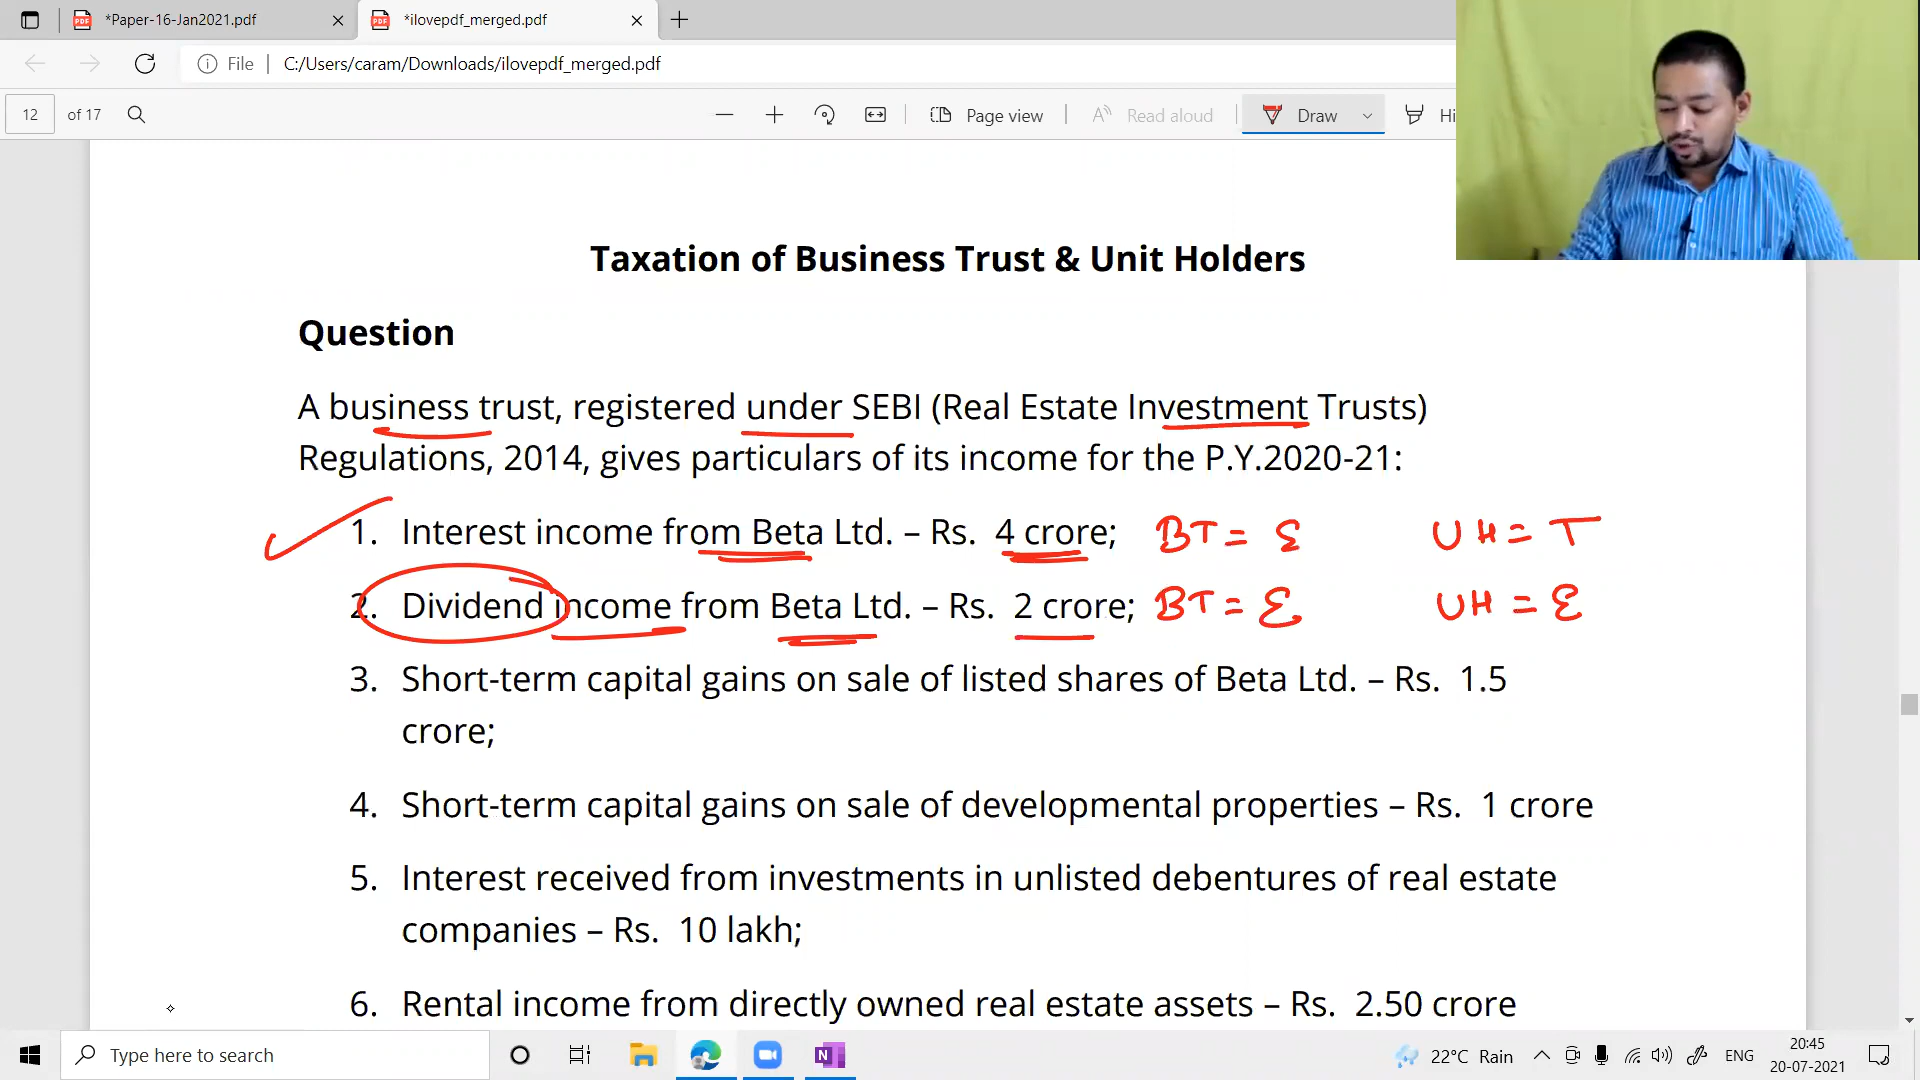 *Paper-16-Jan2021.pdf
*ilovepdf_merged.pdf
File C:/Users/caram/Downloads/ilovepdf_merged.pdf
12 of 17 Page view Read aloud Draw Hi
Taxation of Business Trust & Unit Holders
Question
A business trust, registered under SEBI (Real Estate Investment Trusts)
Regulations, 2014, gives particulars of its income for the P.Y.2020-21:
1. Interest income from Beta Ltd. – Rs. 4 crore; BT = E UH = T
2. Dividend income from Beta Ltd. – Rs. 2 crore; BT = E UH = E
3. Short-term capital gains on sale of listed shares of Beta Ltd. – Rs. 1.5
crore;
4. Short-term capital gains on sale of developmental properties – Rs. 1 crore
5. Interest received from investments in unlisted debentures of real estate
companies – Rs. 10 lakh;
6. Rental income from directly owned real estate assets – Rs. 2.50 crore
Type here to search
22°C Rain
ENG
20:45
20-07-2021